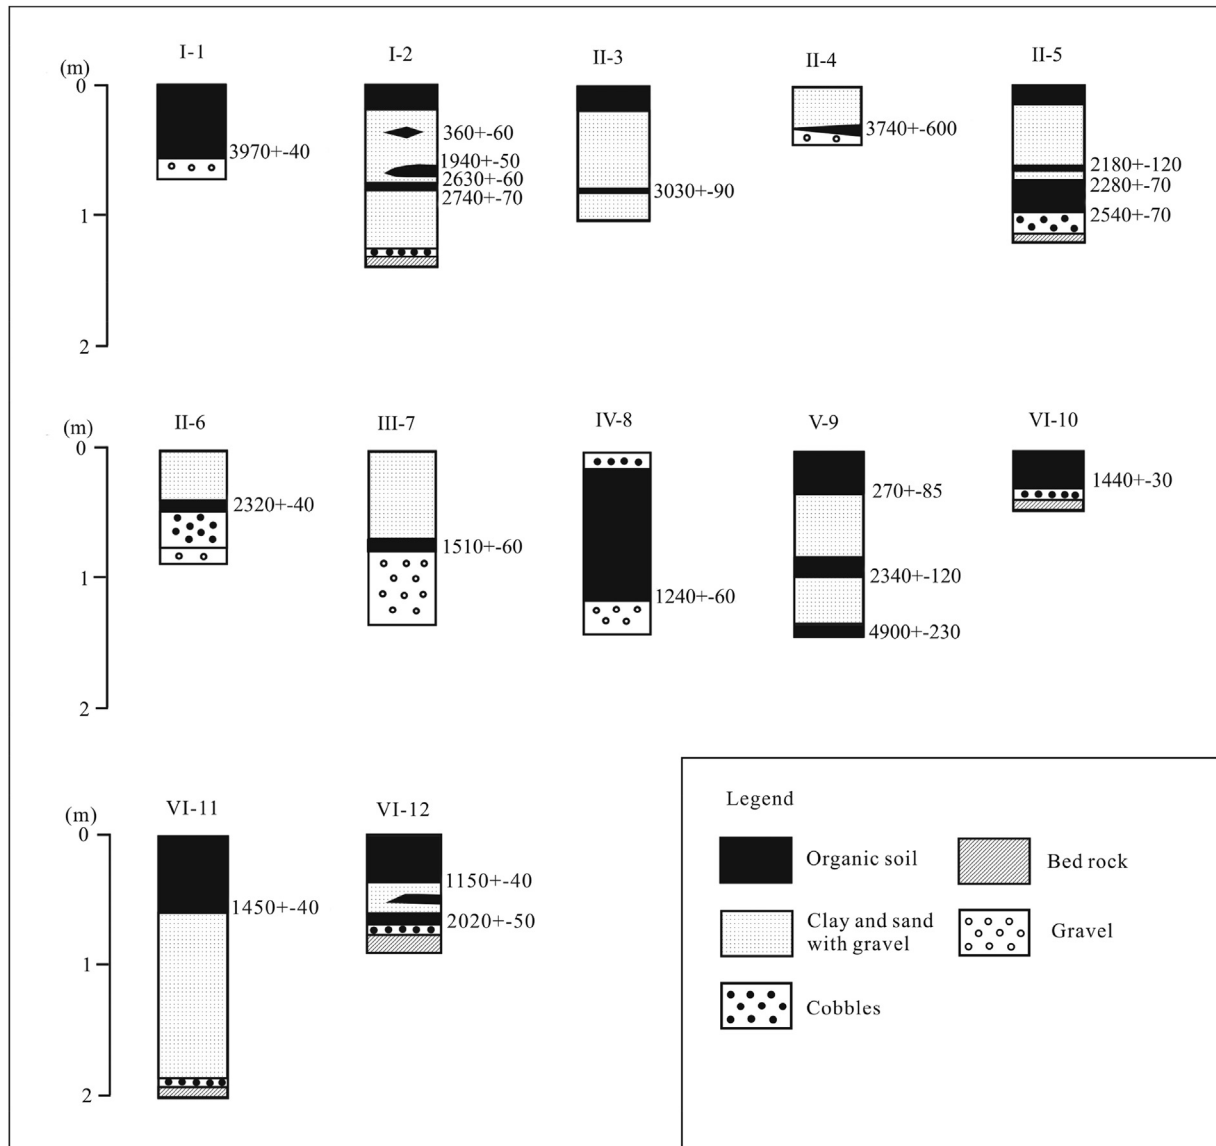 I-1
I-2
II-3
II-4
II-5
(m)
0
1
2
3970+-40
360+-60
1940+-50
2630+-60
2740+-70
3030+-90
3740+-600
2180+-120
2280+-70
2540+-70
II-6
III-7
IV-8
V-9
VI-10
(m)
0
1
2
2320+-40
1510+-60
1240+-60
270+-85
2340+-120
4900+-230
1440+-30
VI-11
VI-12
(m)
0
1
2
1450+-40
1150+-40
2020+-50
Legend
Organic soil
Bed rock
Clay and sand
with gravel
Gravel
Cobbles